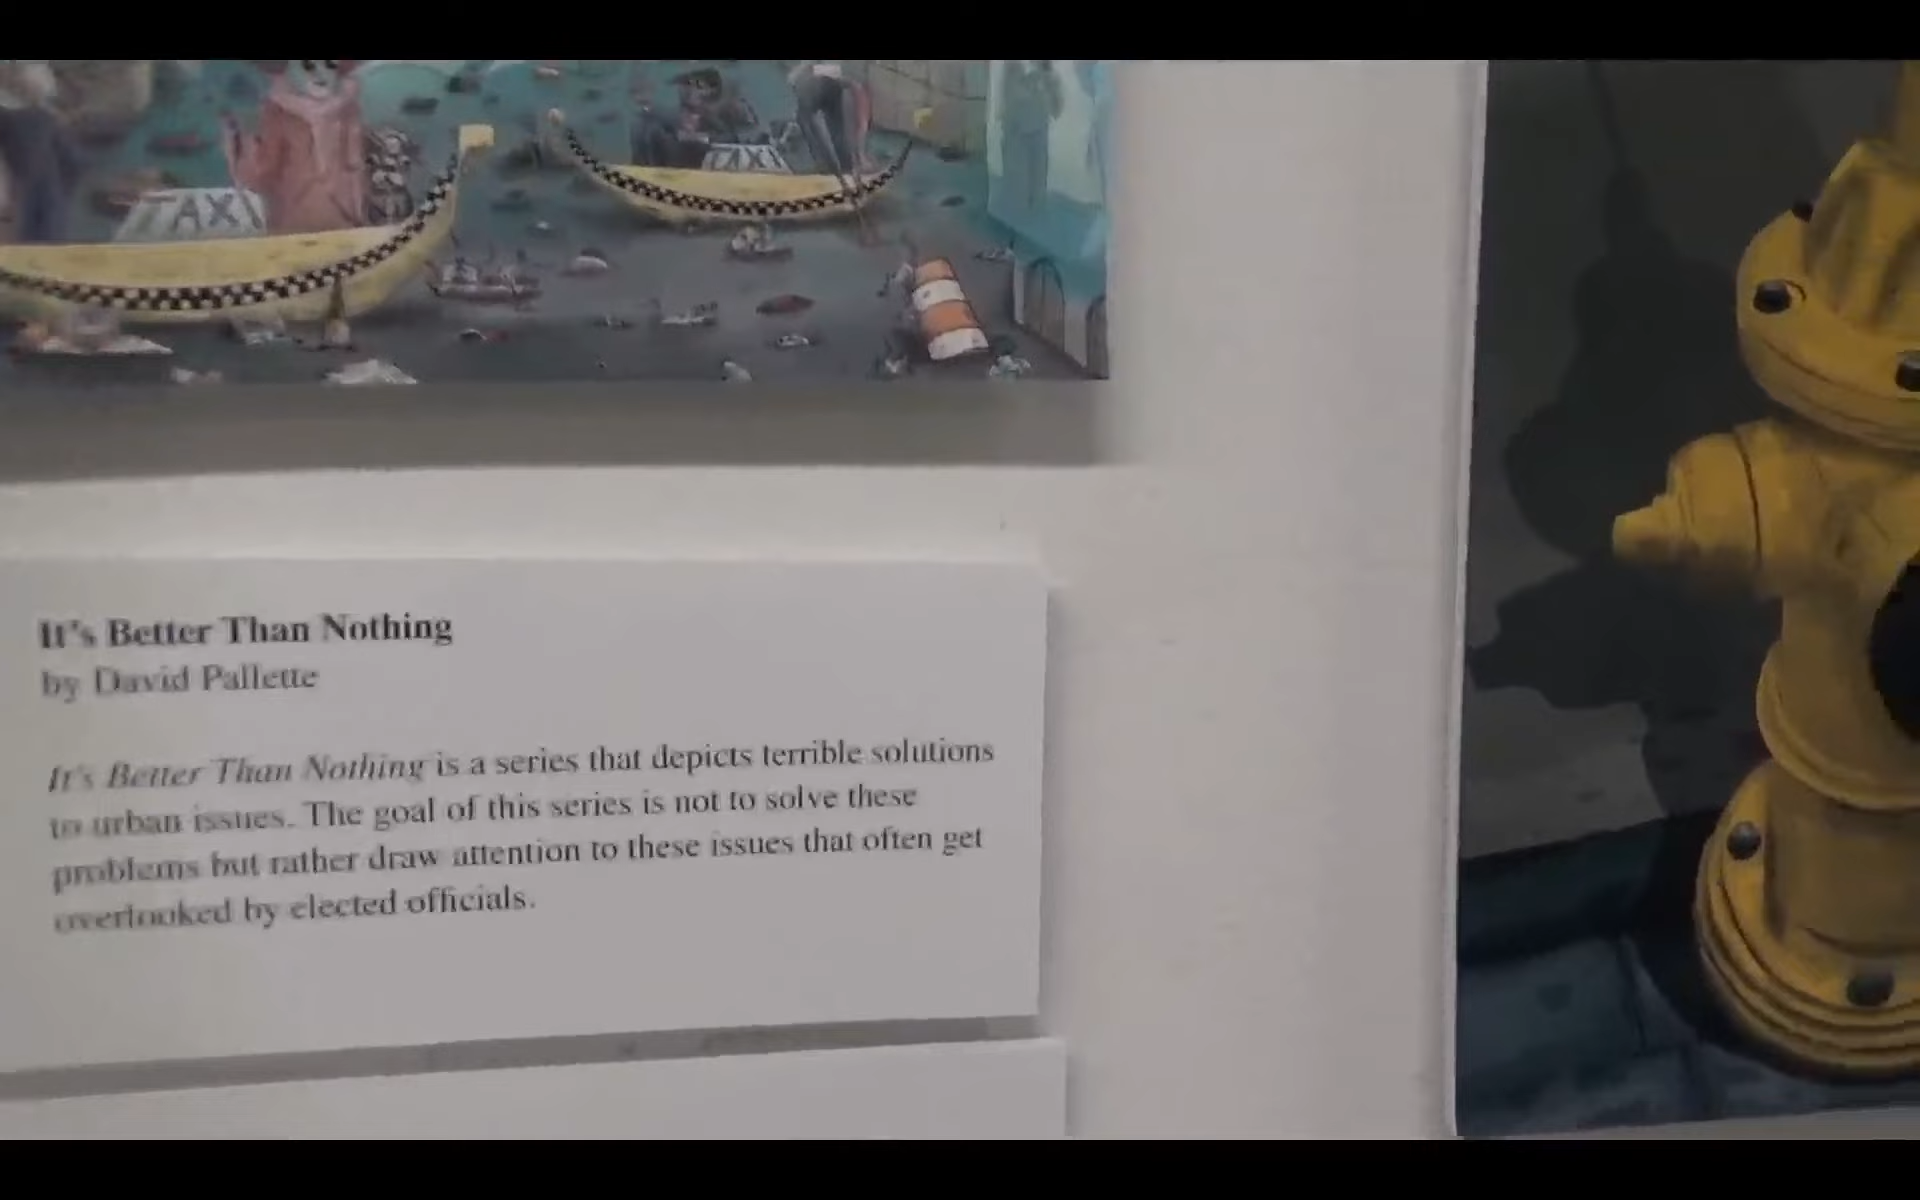 TAXI
TAXI
It's Better Than Nothing
by David Pallette
It's Better Than Nothing is a series that depicts terrible solutions
to urban issues. The goal of this series is not to solve these
problems but rather draw attention to these issues that often get
overlooked by elected officials.